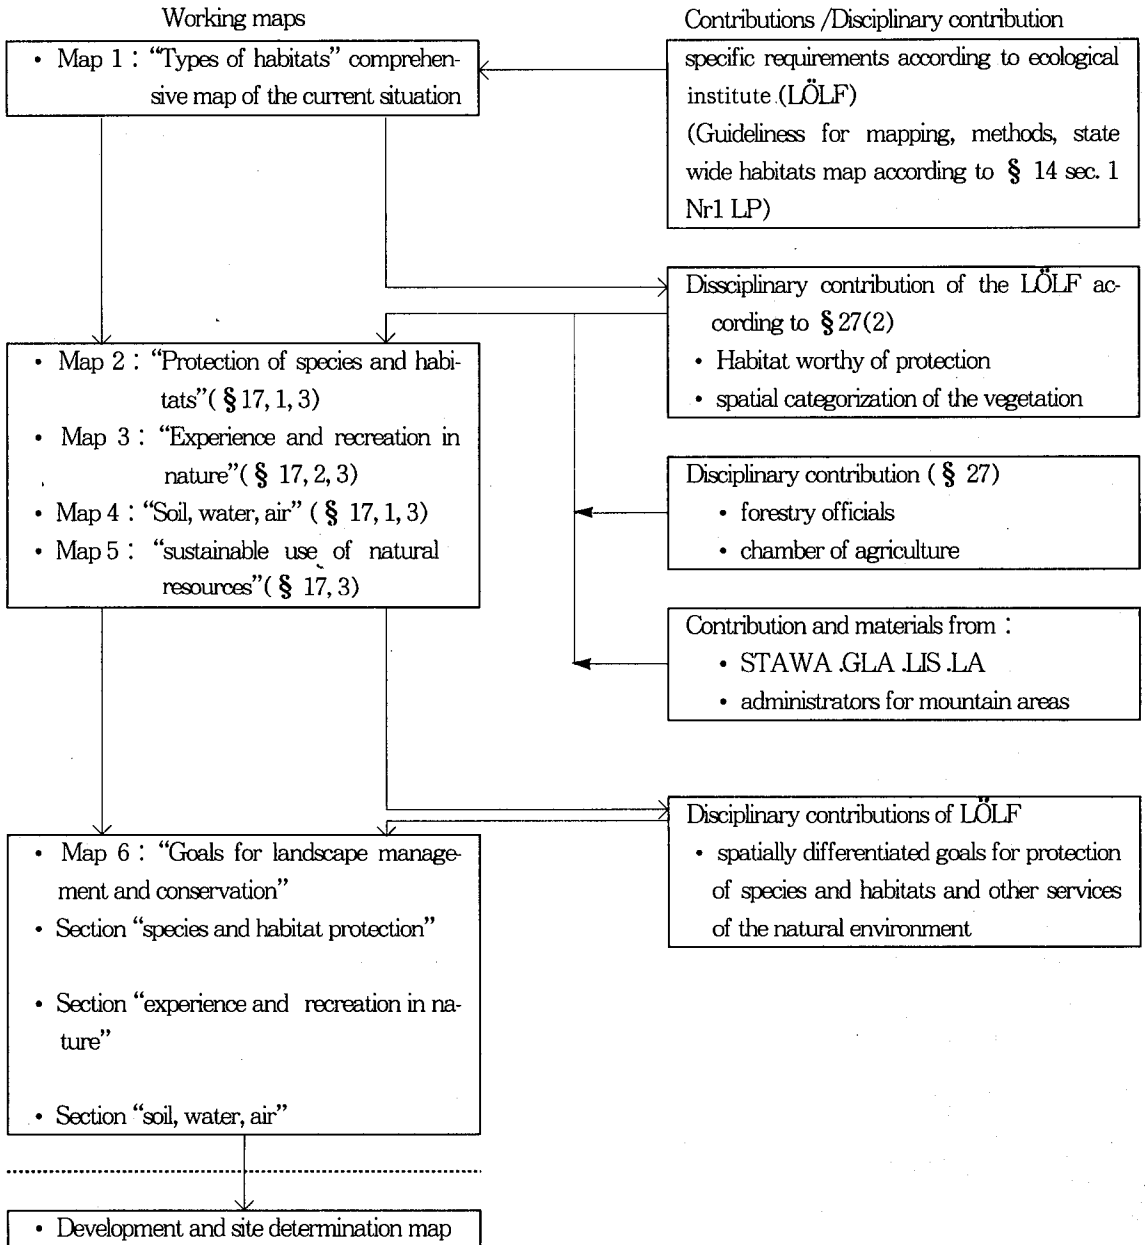 Working maps
Contributions /Disciplinary contribution
• Map 1 : “Types of habitats” comprehen-
sive map of the current situation
specific requirements according to ecological
institute (LÖLF)
(Guideliness for mapping, methods, state
wide habitats map according to § 14 sec. 1
Nr1 LP)
Dissciplinary contribution of the LÖLF ac-
cording to § 27(2)
• Habitat worthy of protection
• spatial categorization of the vegetation
• Map 2 : “Protection of species and habi-
tats”( § 17, 1, 3)
• Map 3 : “Experience and recreation in
nature”( § 17, 2, 3)
• Map 4 : “Soil, water, air” ( § 17, 1, 3)
• Map 5 : “sustainable use of natural
resources”( § 17, 3)
Disciplinary contribution ( § 27)
• forestry officials
• chamber of agriculture
Contribution and materials from :
• STAWA .GLA .LIS .LA
• administrators for mountain areas
Disciplinary contributions of LÖLF
• spatially differentiated goals for protection
of species and habitats and other services
of the natural environment
• Map 6 : “Goals for landscape manage-
ment and conservation”
• Section “species and habitat protection”
• Section “experience and recreation in na-
ture”
• Section “soil, water, air”
• Development and site determination map